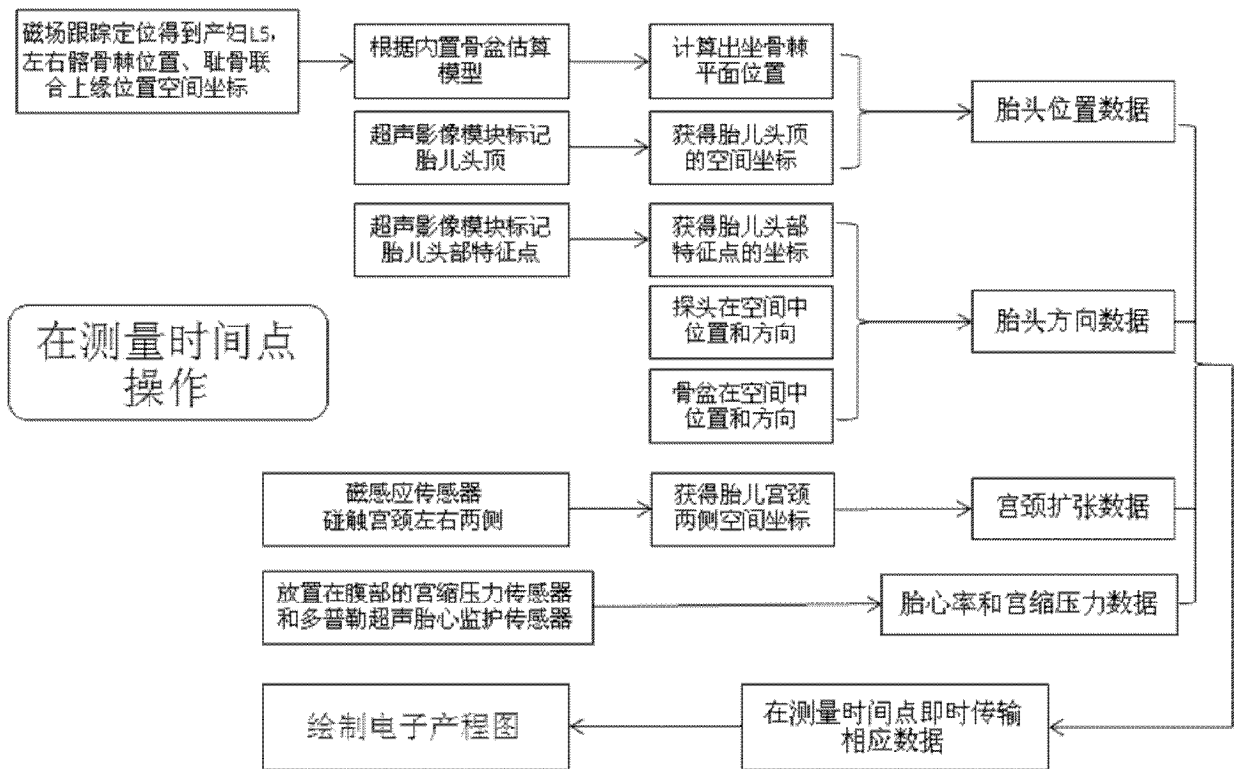 磁场跟踪定位得到产妇L5，
左右髂骨棘位置、耻骨联
合上缘位置空间坐标
根据内置骨盆估算
模型
计算出坐骨棘
平面位置
胎头位置数据
超声影像模块标记
胎儿头顶
获得胎儿头顶
的空间坐标
超声影像模块标记
胎儿头部特征点
获得胎儿头部
特征点的坐标
在测量时间点
操作
探头在空间中
位置和方向
胎头方向数据
骨盆在空间中
位置和方向
磁感应传感器
碰触宫颈左右两侧
获得胎儿宫颈
两侧空间坐标
宫颈扩张数据
放置在腹部的宫缩压力传感器
和多普勒超声胎心监护传感器
胎心率和宫缩压力数据
绘制电子产程图
在测量时间点即时传输
相应数据